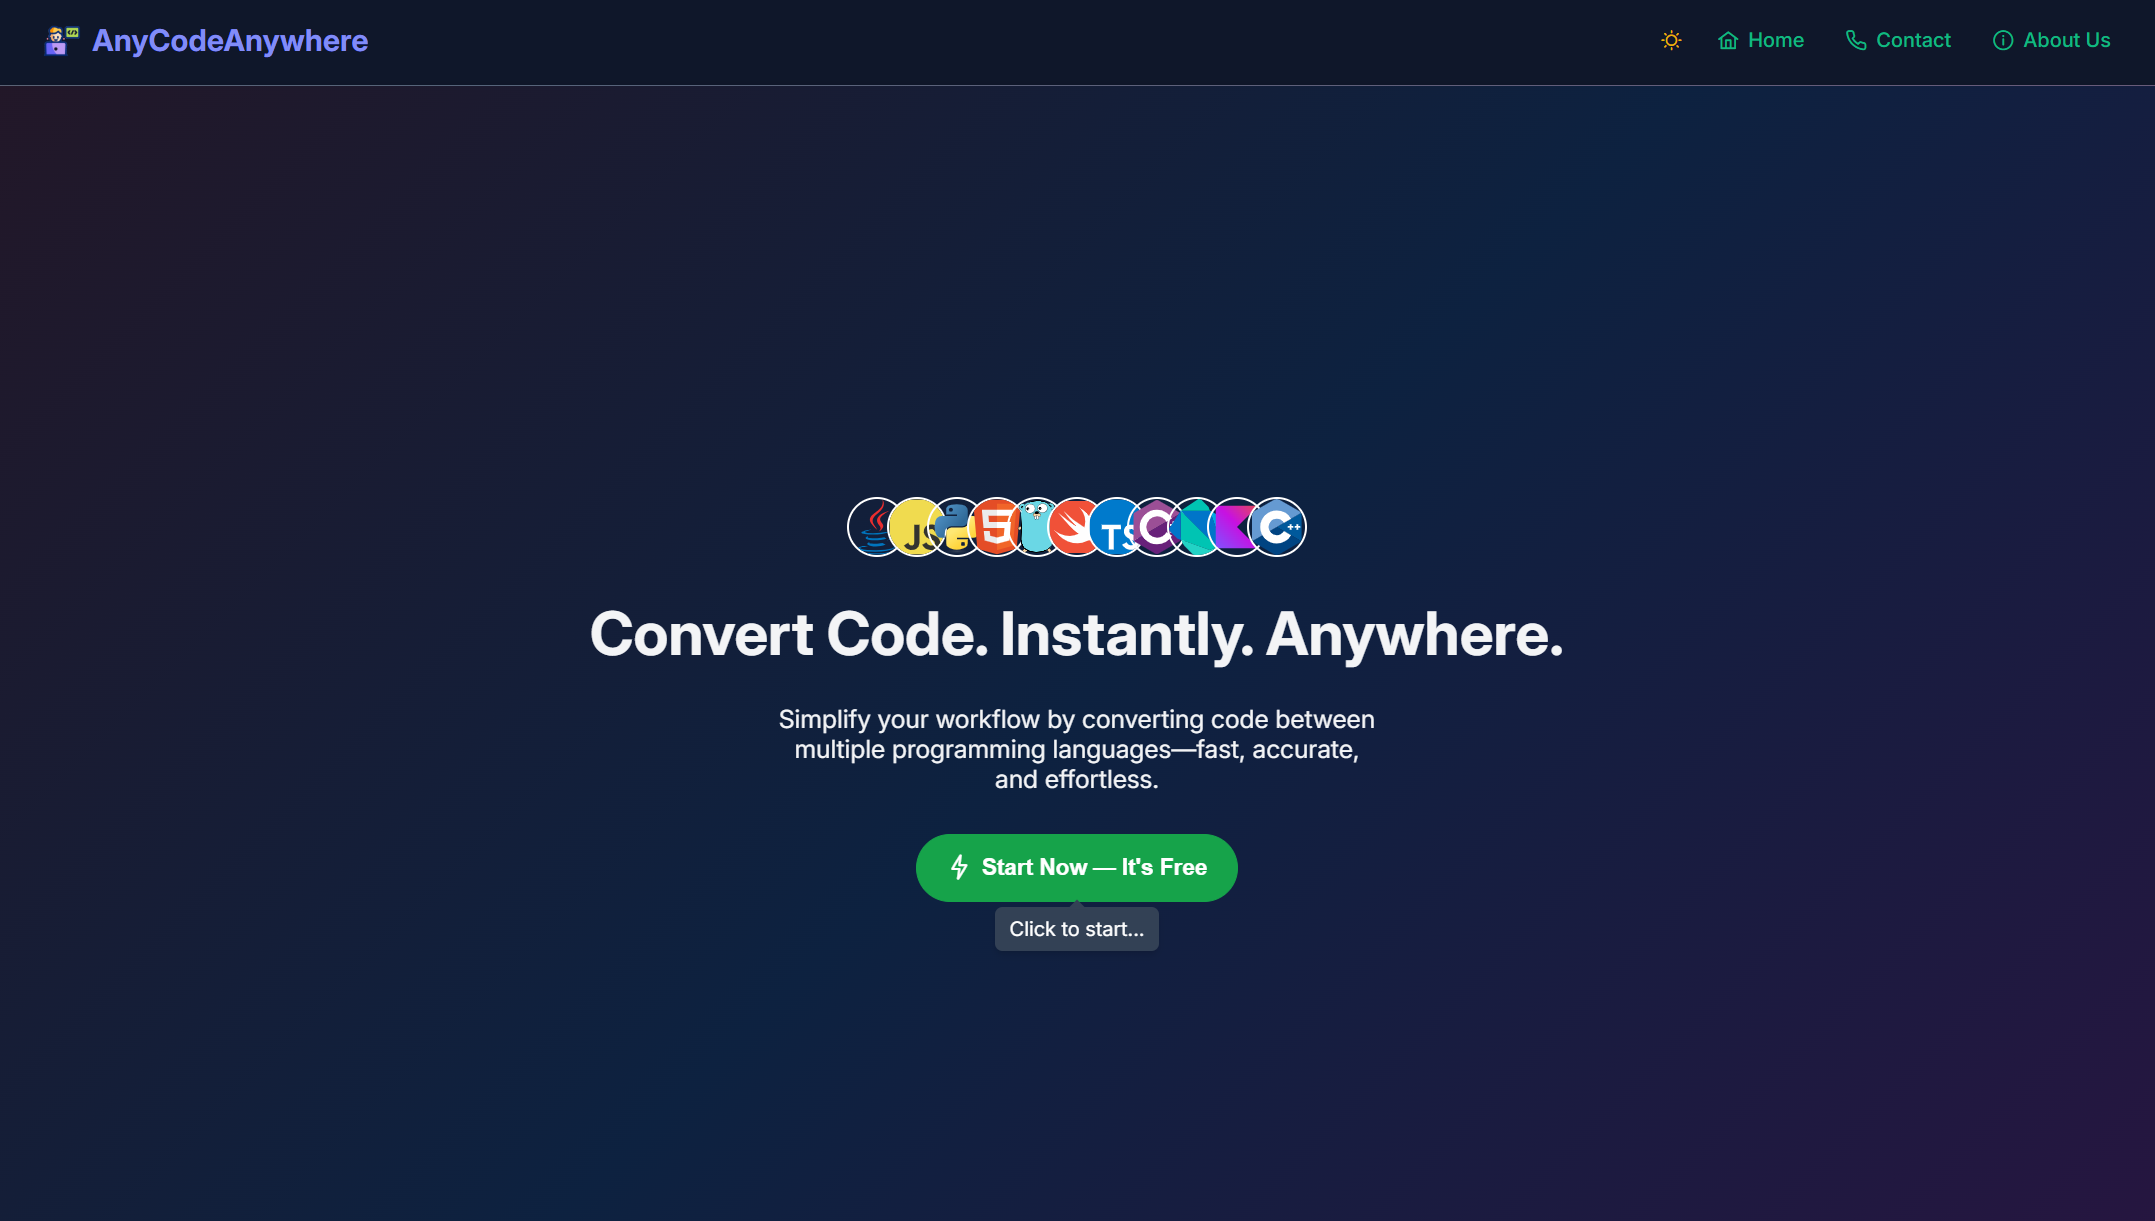 AnyCodeAnywhere
Home
Contact
About Us
JS
TS
C
C++
Convert Code. Instantly. Anywhere.
Simplify your workflow by converting code between
multiple programming languages—fast, accurate,
and effortless.
Start Now — It's Free
Click to start...